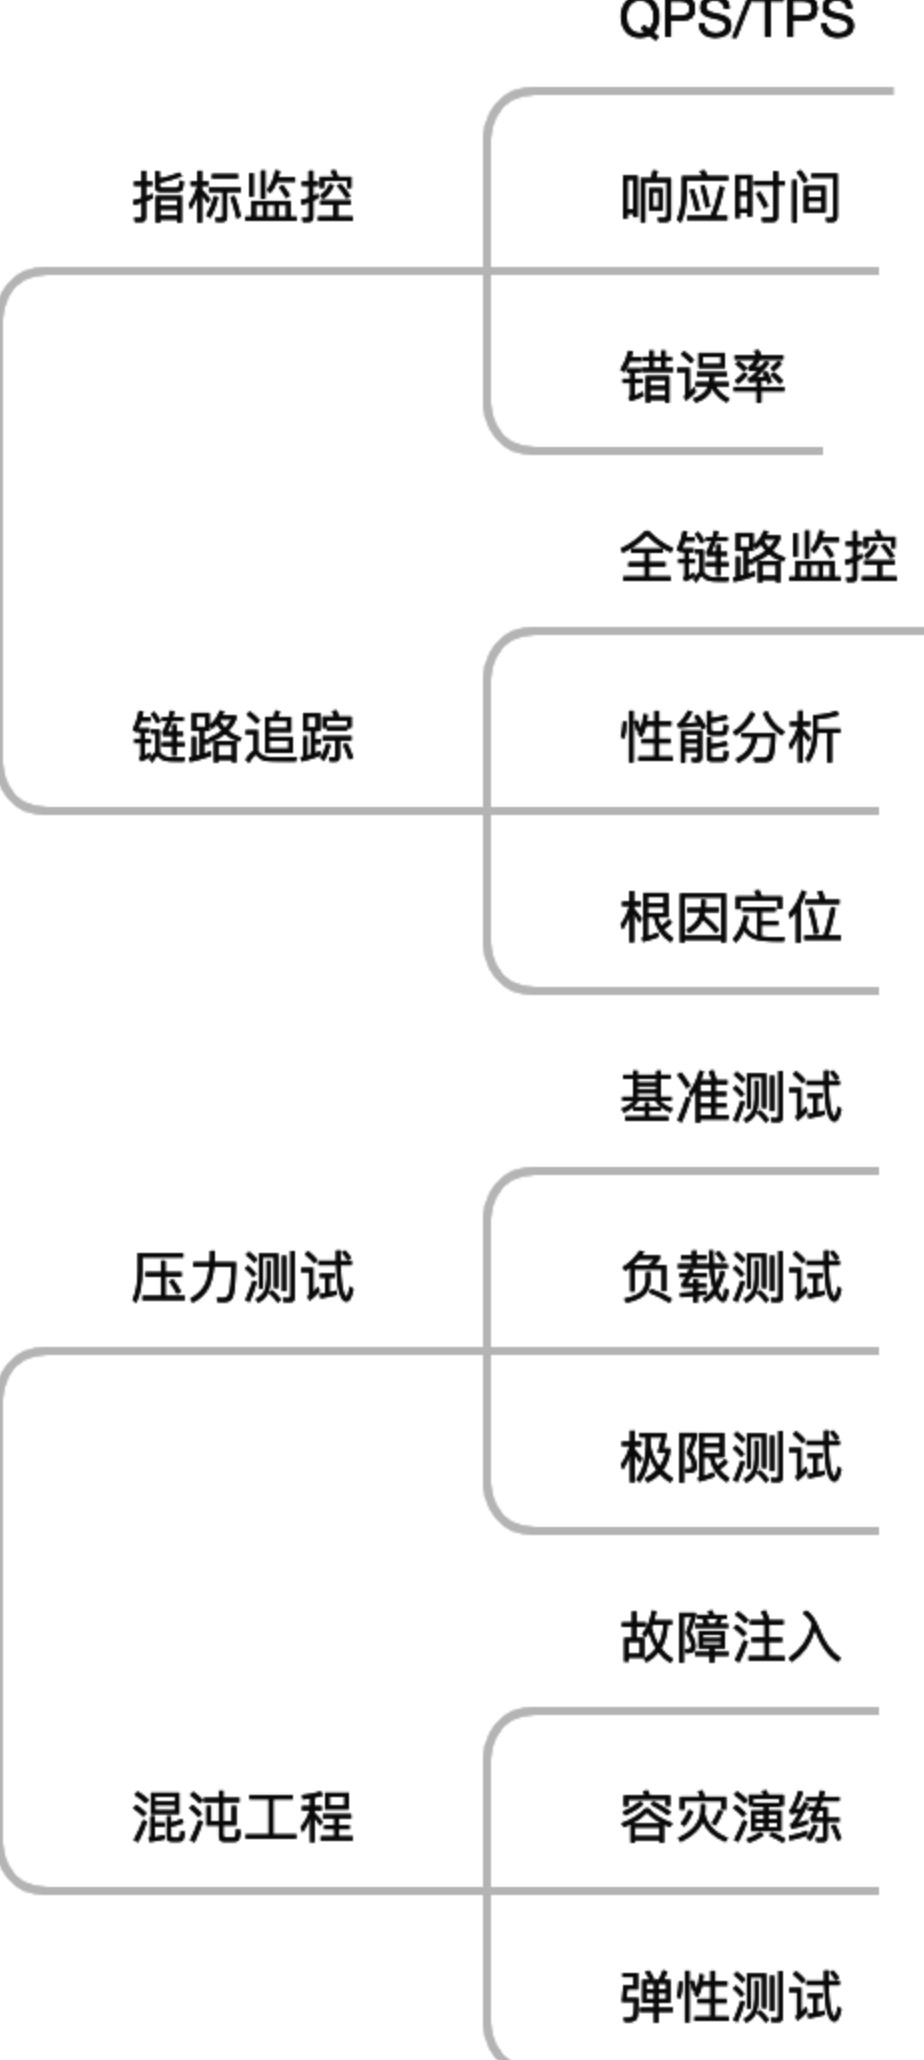 QPS/TPS
指标监控
响应时间
错误率
全链路监控
链路追踪
性能分析
根因定位
基准测试
压力测试
负载测试
极限测试
故障注入
混沌工程
容灾演练
弹性测试